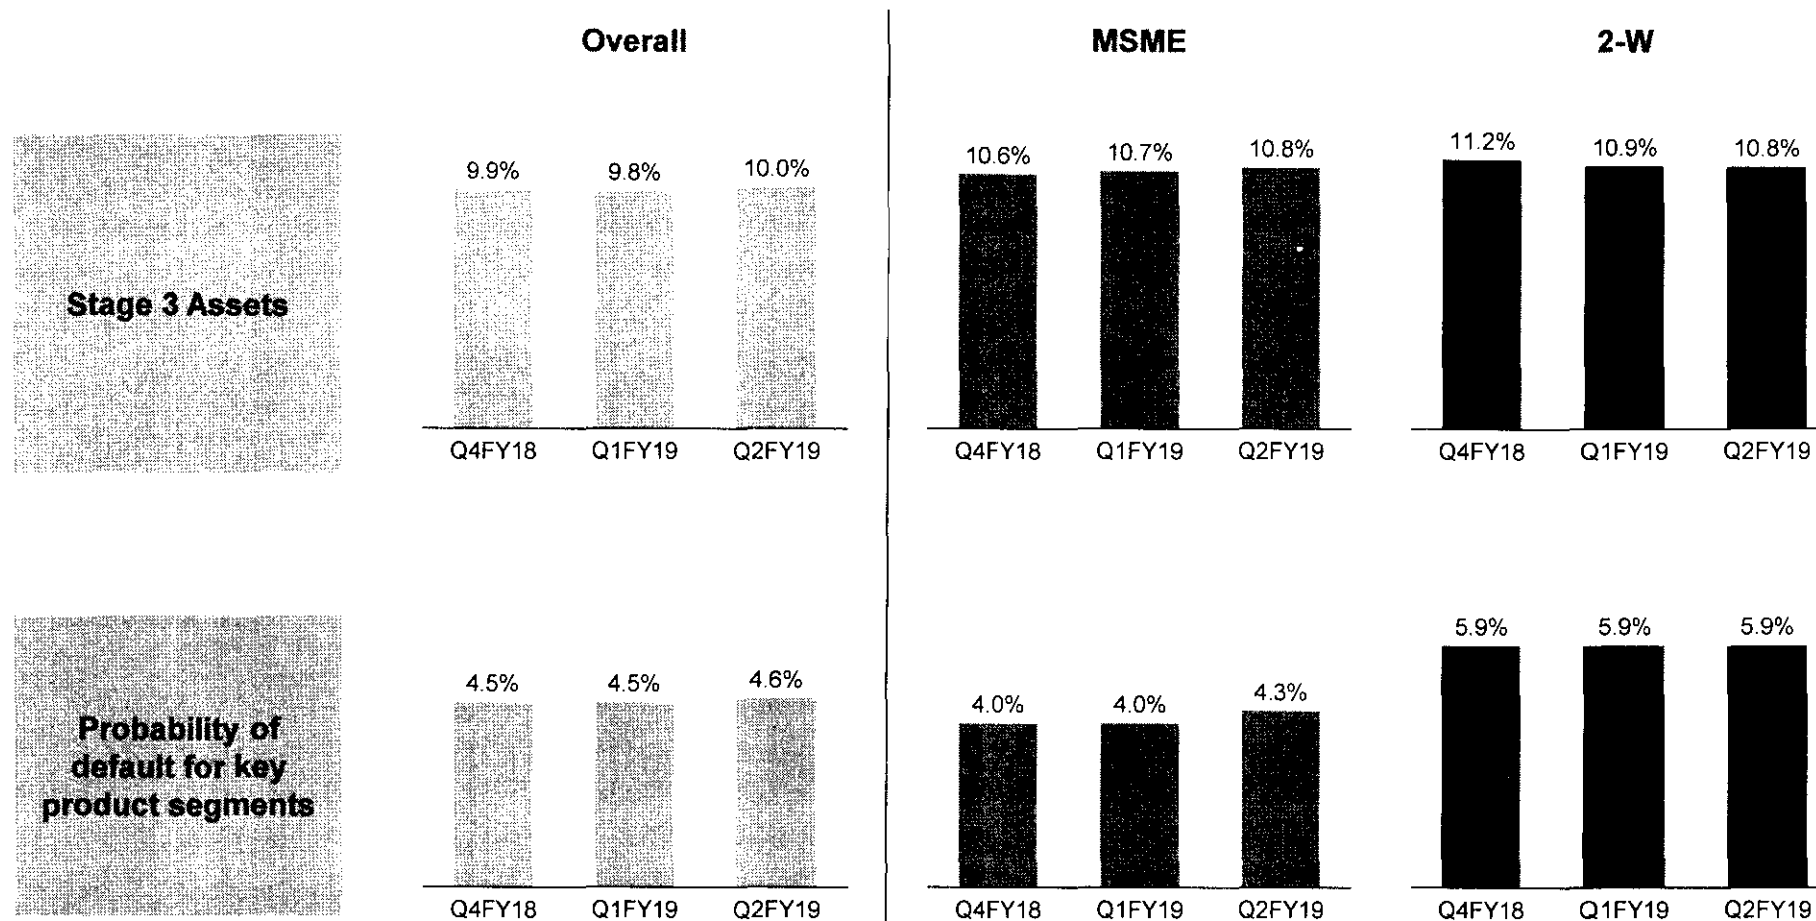 Overall
MSME
2-W
Stage 3 Assets
9.9%
9.8%
10.0%
Q4FY18
Q1FY19
Q2FY19
10.6%
10.7%
10.8%
Q4FY18
Q1FY19
Q2FY19
11.2%
10.9%
10.8%
Q4FY18
Q1FY19
Q2FY19
Probability of
default for key
product segments
4.5%
4.5%
4.6%
Q4FY18
Q1FY19
Q2FY19
4.0%
4.0%
4.3%
Q4FY18
Q1FY19
Q2FY19
5.9%
5.9%
5.9%
Q4FY18
Q1FY19
Q2FY19